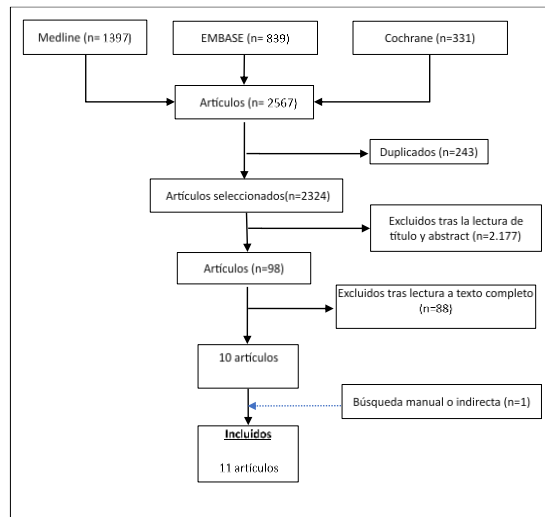 Medline (n= 1397)
EMBASE (n= 839)
Cochrane (n=331)
Artículos (n= 2567)
Duplicados (n=243)
Artículos seleccionados(n=2324)
Excluidos tras la lectura de
título y abstract (n=2.177)
Artículos (n=98)
Excluidos tras lectura a texto completo
(n=88)
10 artículos
Búsqueda manual o indirecta (n=1)
Incluidos
11 artículos